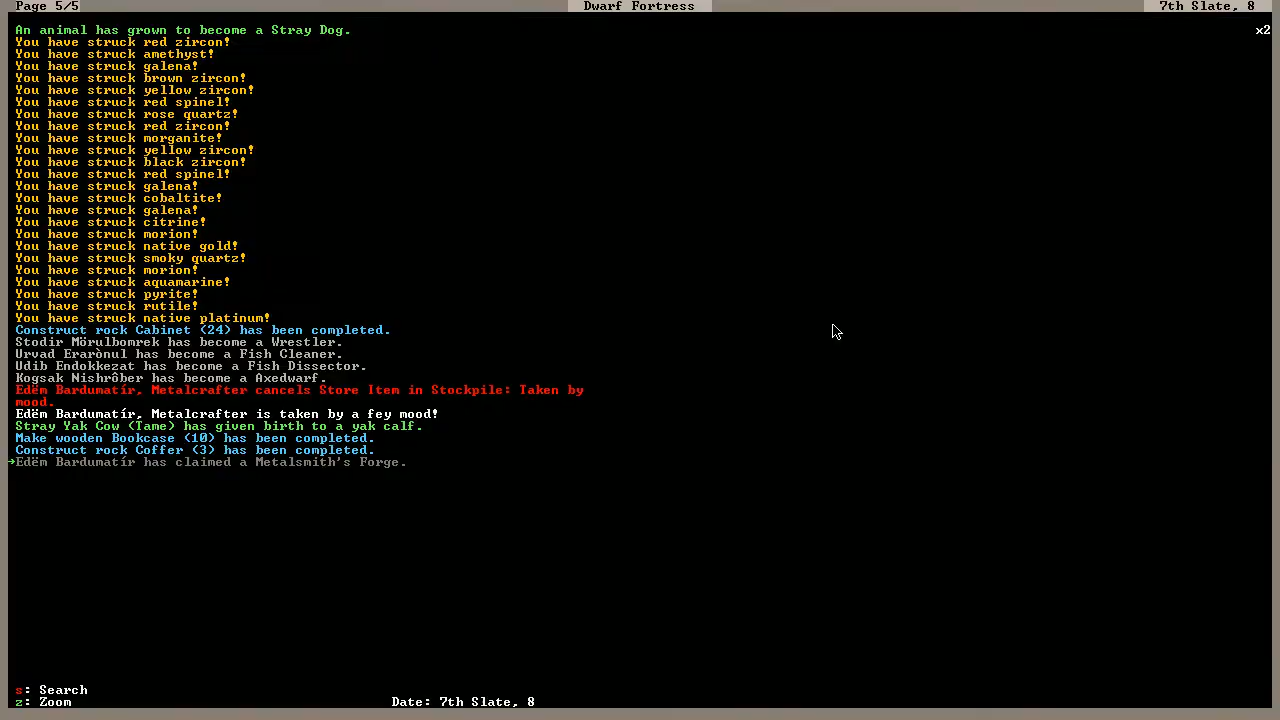 Page 5/5 Dwarf Fortress 7th Slate, 8
An animal has grown to become a Stray Dog. x2
You have struck red zircon!
You have struck amethyst!
You have struck galena!
You have struck brown zircon!
You have struck yellow zircon!
You have struck red spinel!
You have struck rose quartz!
You have struck red zircon!
You have struck morganite!
You have struck yellow zircon!
You have struck black zircon!
You have struck red spinel!
You have struck galena!
You have struck cobaltite!
You have struck galena!
You have struck citrine!
You have struck morion!
You have struck native gold!
You have struck smoky quartz!
You have struck morion!
You have struck aquamarine!
You have struck pyrite!
You have struck rutile!
You have struck native platinum!
Construct rock Cabinet (24) has been completed.
Stodir Mörulbomrek has become a Wrestler.
Urvad Erarònul has become a Fish Cleaner.
Udib Endokkezat has become a Fish Dissector.
Kogsak Nishrôber has become a Axedwarf.
Edëm Bardumatír, Metalcrafter cancels Store Item in Stockpile: Taken by
mood.
Edëm Bardumatír, Metalcrafter is taken by a fey mood!
Stray Yak Cow (Tame) has given birth to a yak calf.
Make wooden Bookcase (10) has been completed.
Construct rock Coffer (3) has been completed.
→Edëm Bardumatír has claimed a Metalsmith's Forge.
s: Search
z: Zoom Date: 7th Slate, 8